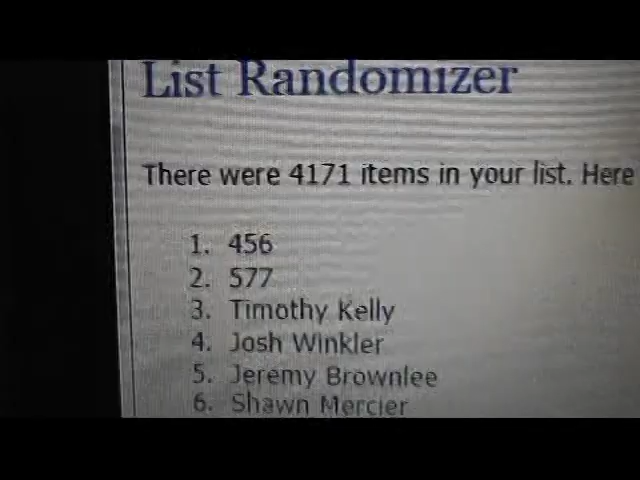 List Randomizer
There were 4171 items in your list. Here
1. 456
2. 577
3. Timothy Kelly
4. Josh Winkler
5. Jeremy Brownlee
6. Shawn Mercier